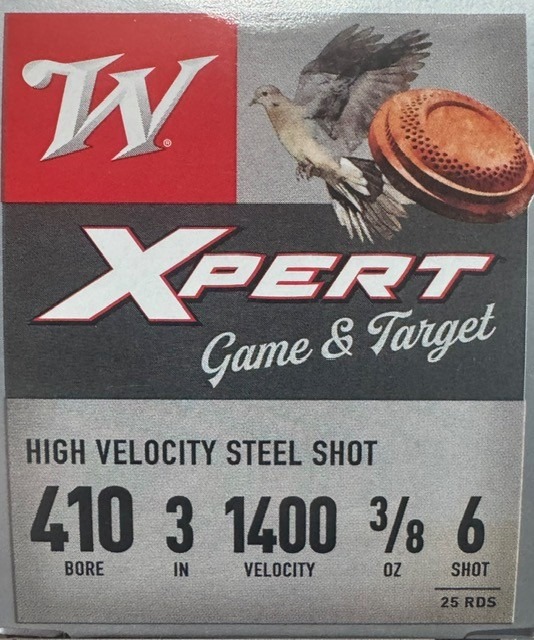 W®
XPERT
Game & Target
HIGH VELOCITY STEEL SHOT
410 3 1400 3/8 6
BORE IN VELOCITY OZ SHOT
25 RDS